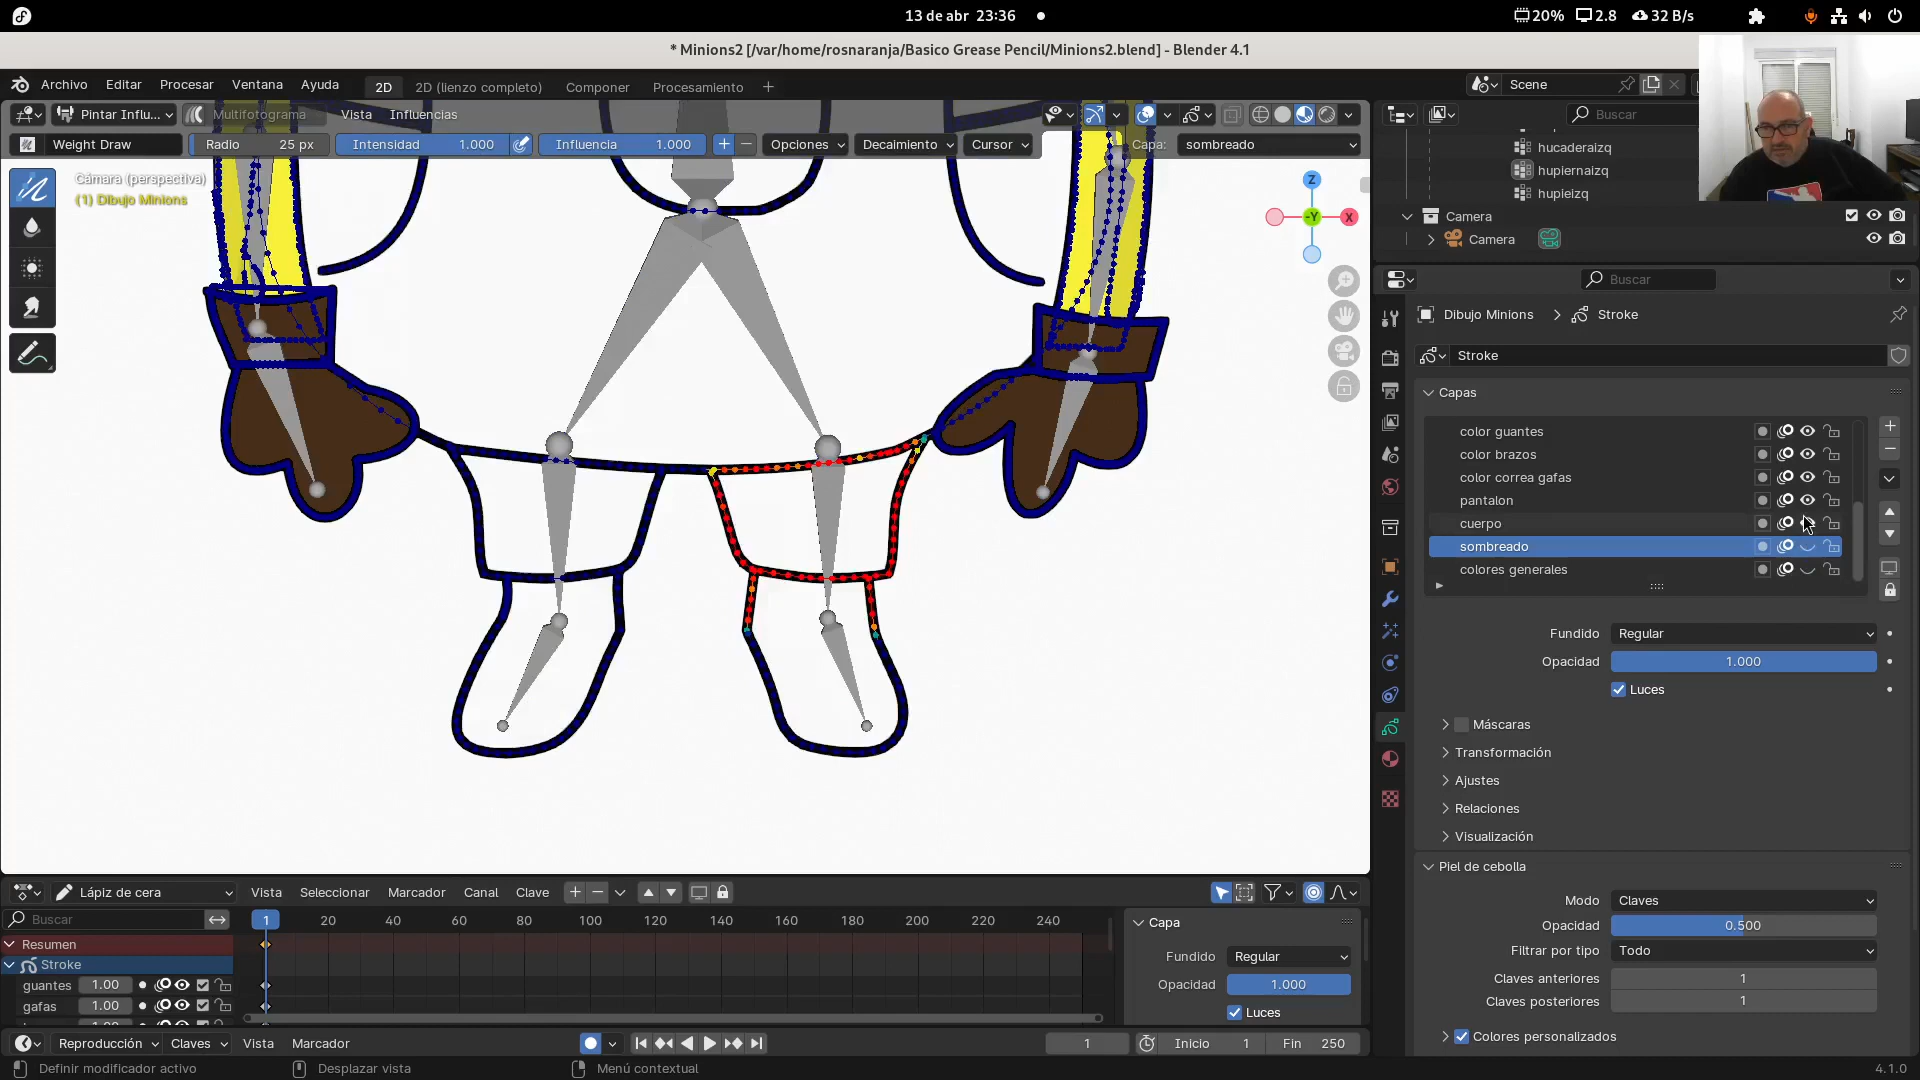 13 de abr 23:36
20% 2.8 32 B/s
* Minions2 [/var/home/rosnaranja/Basico Grease Pencil/Minions2.blend] - Blender 4.1
Archivo Editar Procesar Ventana Ayuda 2D 2D (lienzo completo) Componer Procesamiento + Scene
Pintar Influ... Multifotograma Vista Influencias
Buscar
Weight Draw Radio 25 px Intensidad 1.000 Influencia 1.000 Opciones Decaimiento Cursor Capa: sombreado
hucaderaizq
hupiernaizq
hupieizq
Cámara (perspectiva)
(1) Dibujo Minions
Z
-Y X
Camera
Camera
Buscar
Dibujo Minions > Stroke
Stroke
Capas
color guantes
color brazos
color correa gafas
pantalon
cuerpo
sombreado
colores generales
Fundido Regular
Opacidad 1.000
Luces
Máscaras
Transformación
Ajustes
Relaciones
Visualización
Piel de cebolla
Modo Claves
Opacidad 0.500
Filtrar por tipo Todo
Claves anteriores 1
Claves posteriores 1
Colores personalizados
Lápiz de cera Vista Seleccionar Marcador Canal Clave
Buscar 1 20 40 60 80 100 120 140 160 180 200 220 240
Resumen
Stroke
guantes 1.00
gafas 1.00
Capa
Fundido Regular
Opacidad 1.000
Luces
Reproducción Claves Vista Marcador 1 Inicio 1 Fin 250
Definir modificador activo Desplazar vista Menú contextual 4.1.0